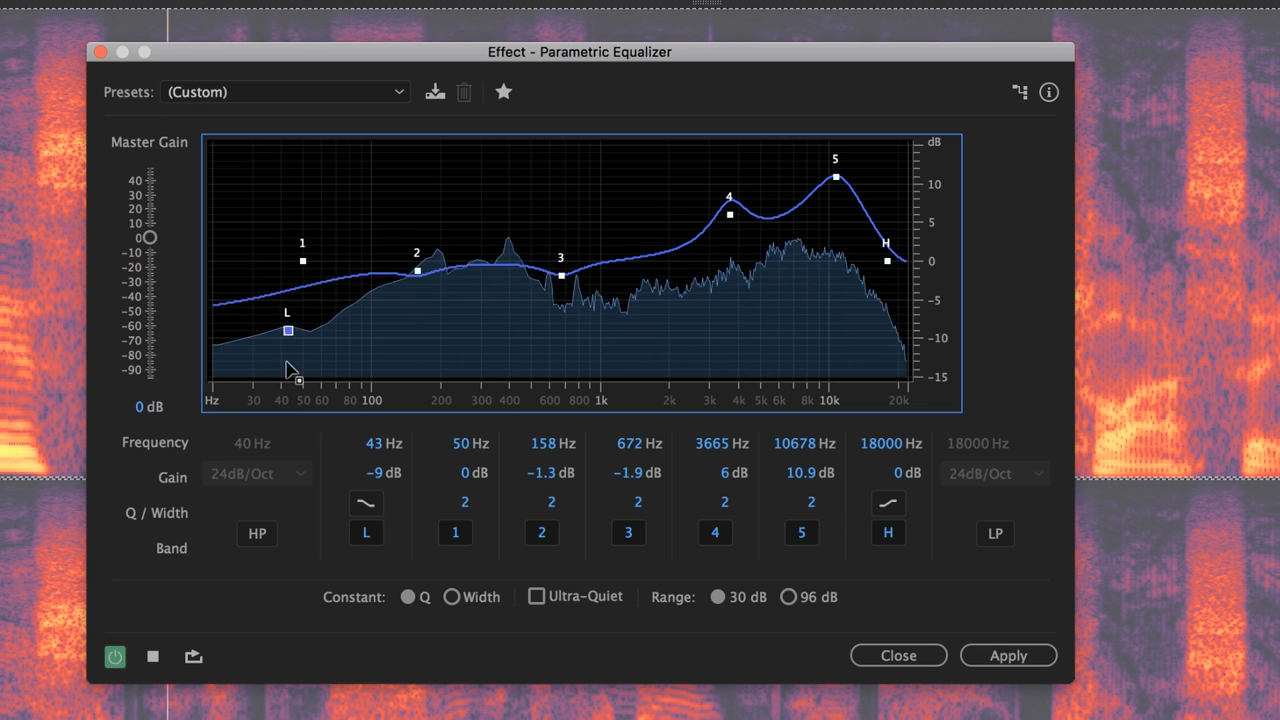 Effect - Parametric Equalizer
Presets: (Custom)
Master Gain
40
30
20
10
0
-10
-20
-30
-40
-50
-60
-70
-80
-90
0 dB
dB
10
5
0
-5
-10
-15
L
1
2
3
4
5
H
Hz 30 40 50 60 80 100 200 300 400 600 800 1k 2k 3k 4k 5k 6k 10k 20k
Frequency 40 Hz 43 Hz 50 Hz 158 Hz 672 Hz 3665 Hz 10678 Hz 18000 Hz 18000 Hz
Gain 24dB/Oct -9 dB 0 dB -1.3 dB -1.9 dB 6 dB 10.9 dB 0 dB 24dB/Oct
Q / Width 2 2 2 2 2
Band HP L 1 2 3 4 5 H LP
Constant: Q Width Ultra-Quiet Range: 30 dB 96 dB
Close Apply